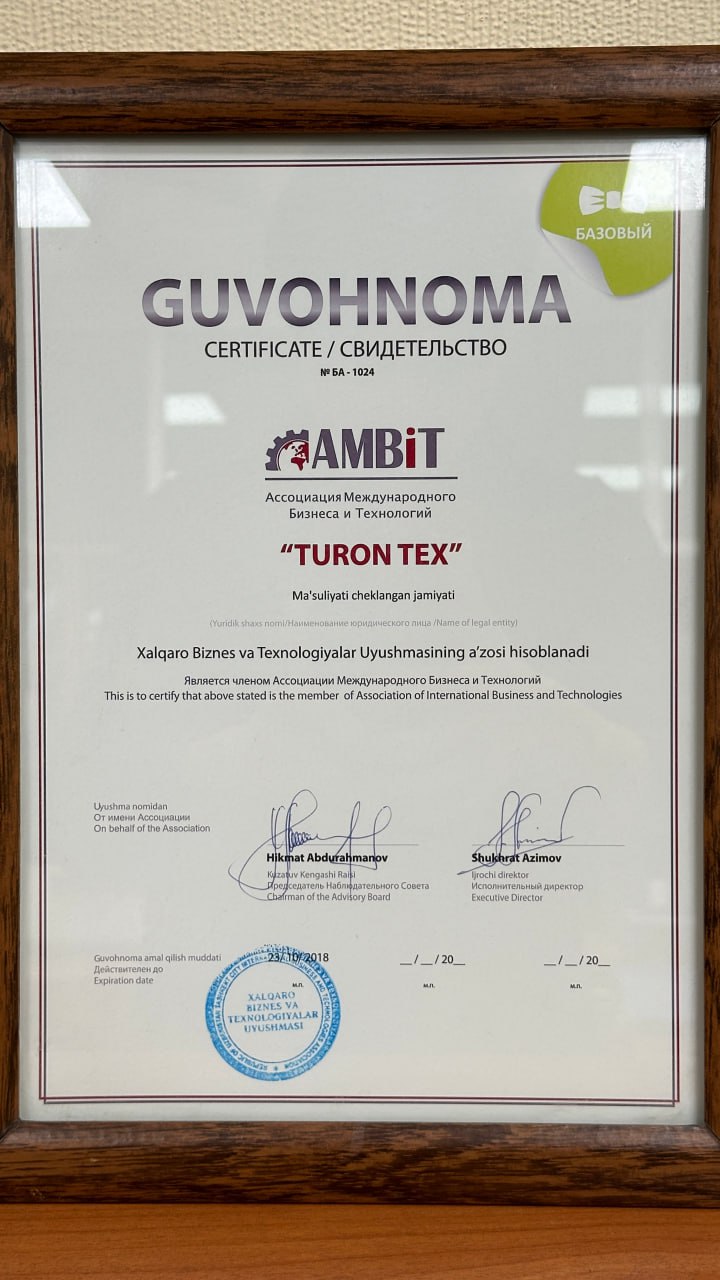 БАЗОВЫЙ
GUVOHNOMA
CERTIFICATE / СВИДЕТЕЛЬСТВО
№ БА - 1024
AMBiT
Ассоциация Международного
Бизнеса и Технологий
“TURON TEX”
Ma'suliyati cheklangan jamiyati
(Yuridik shaxs nomi/Наименование юридического лица /Name of legal entity)
Xalqaro Biznes va Texnologiyalar Uyushmasining a’zosi hisoblanadi
Является членом Ассоциации Международного Бизнеса и Технологий
This is to certify that above stated is the member of Association of International Business and Technologies
Uyushma nomidan
От имени Ассоциации
On behalf of the Association
Hikmat Abdurahmanov
Kuzatuv Kengashi Raisi
Председатель Наблюдательного Совета
Chairman of the Advisory Board
Shukhrat Azimov
Ijrochi direktor
Исполнительный директор
Executive Director
Guvohnoma amal qilish muddati
Действителен до
Expiration date
23/ 10/ 2018
м.п.
__ / __ / 20__
м.п.
__ / __ / 20__
м.п.
XALQARO
BIZNES VA
TEXNOLOGIYALAR
UYUSHMASI